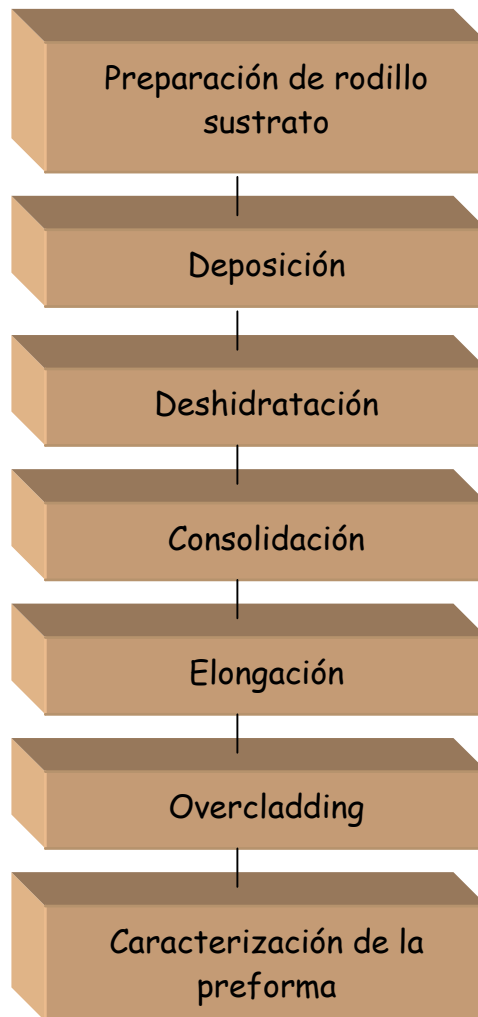 Preparación de rodillo
sustrato
Deposición
Deshidratación
Consolidación
Elongación
Overcladding
Caracterización de la
preforma